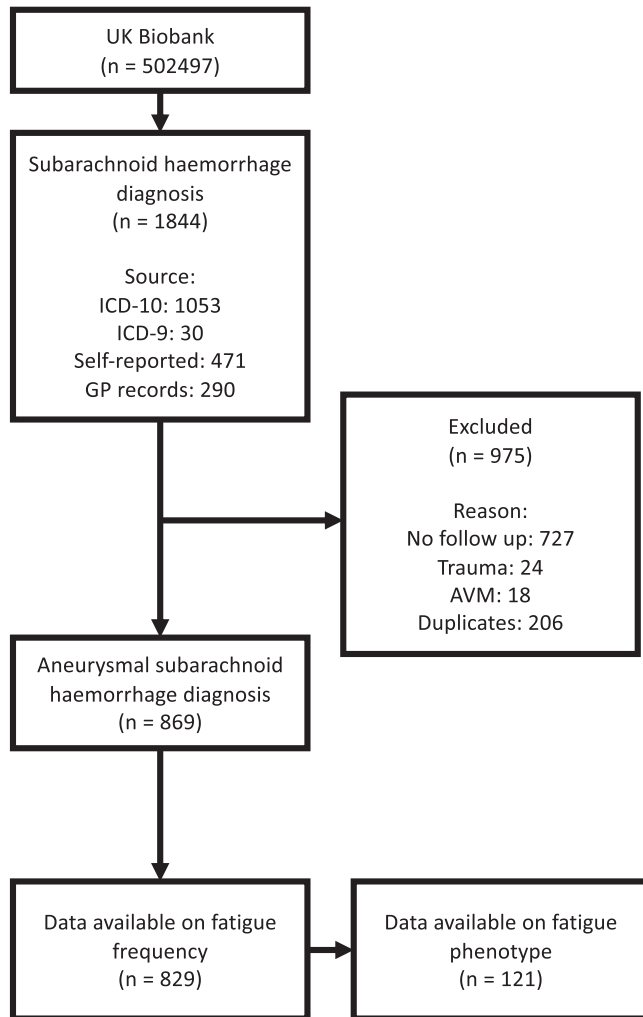 UK Biobank
(n = 502497)
Subarachnoid haemorrhage
diagnosis
(n = 1844)
Source:
ICD-10: 1053
ICD-9: 30
Self-reported: 471
GP records: 290
Excluded
(n = 975)
Reason:
No follow up: 727
Trauma: 24
AVM: 18
Duplicates: 206
Aneurysmal subarachnoid
haemorrhage diagnosis
(n = 869)
Data available on fatigue
frequency
(n = 829)
Data available on fatigue
phenotype
(n = 121)